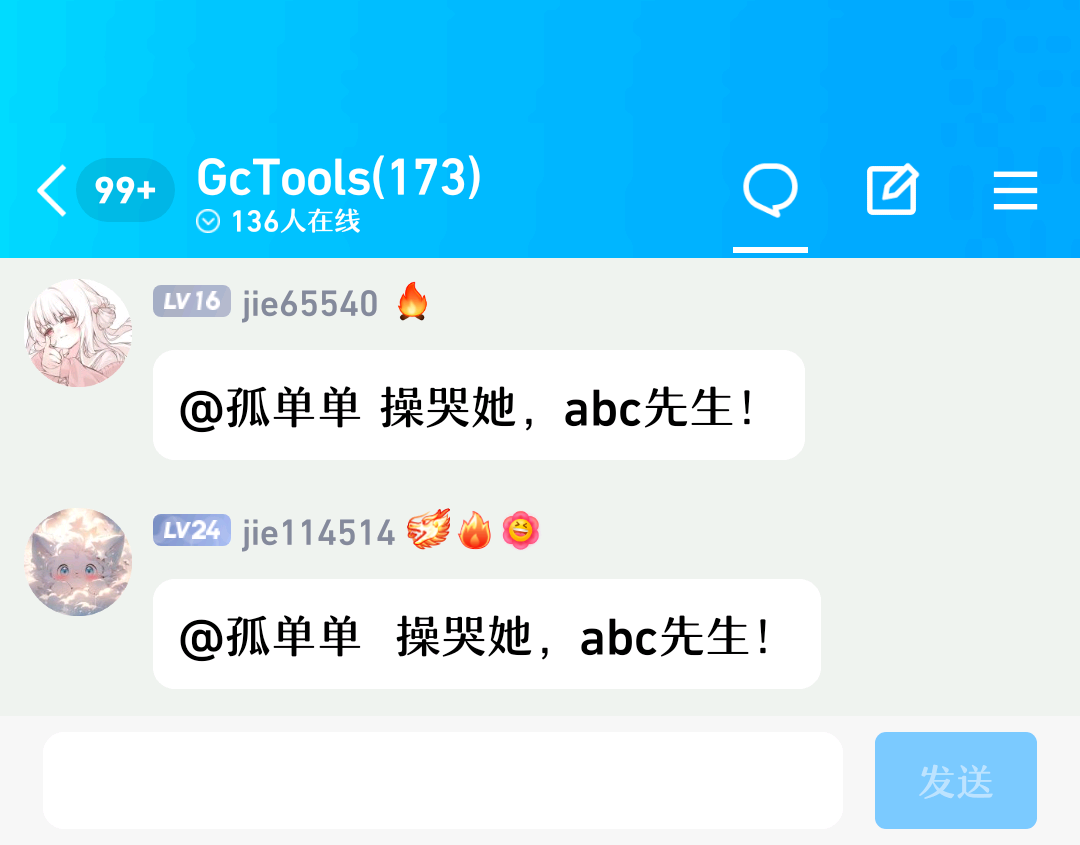 99+
GcTools(173)
136人在线
LV16 jie65540
@孤单单 操哭她，abc先生！
LV24 jie114514
@孤单单 操哭她，abc先生！
发送